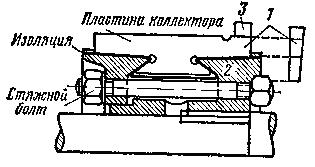 Пластина коллектора
3
1
Изоляция
2
Стяжной
болт